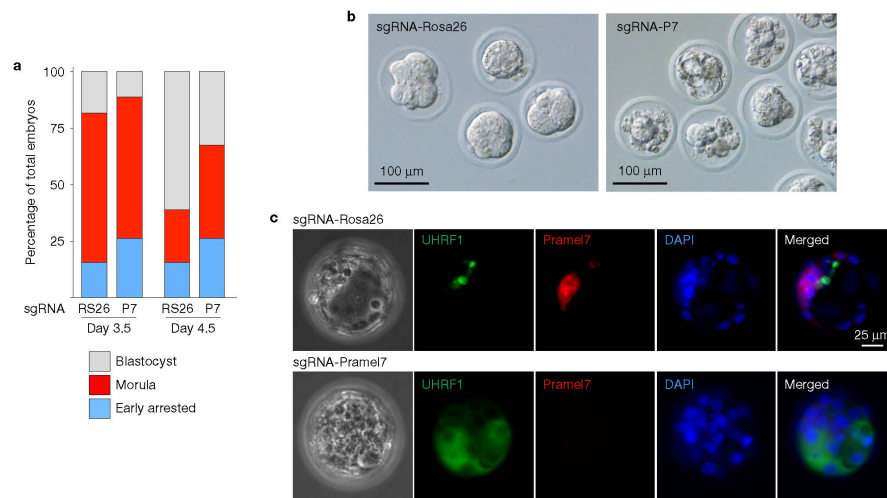 a
Percentage of total embryos
100
75
50
25
sgRNA RS26 P7 RS26 P7
Day 3.5 Day 4.5
Blastocyst
Morula
Early arrested
b
sgRNA-Rosa26
100 μm
sgRNA-P7
100 μm
c
sgRNA-Rosa26
UHRF1 Pramel7 DAPI Merged
25 μm
sgRNA-Pramel7
UHRF1 Pramel7 DAPI Merged